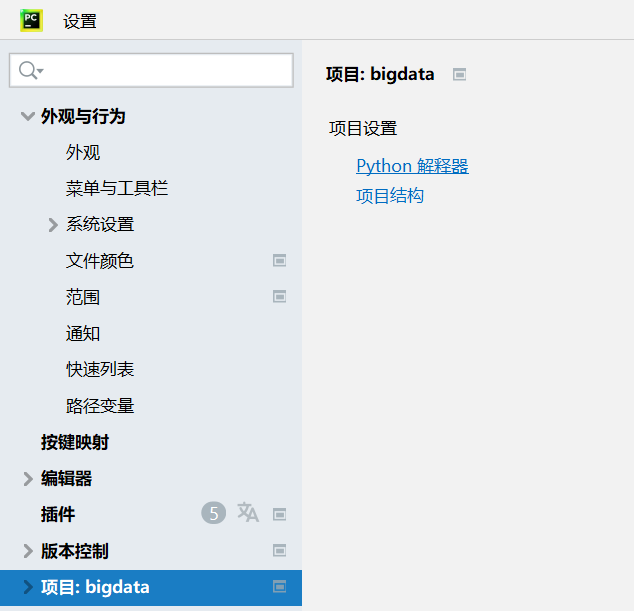 PC
设置
外观与行为
外观
菜单与工具栏
系统设置
文件颜色
范围
通知
快速列表
路径变量
按键映射
编辑器
插件 5
版本控制
项目: bigdata
项目: bigdata
项目设置
Python 解释器
项目结构